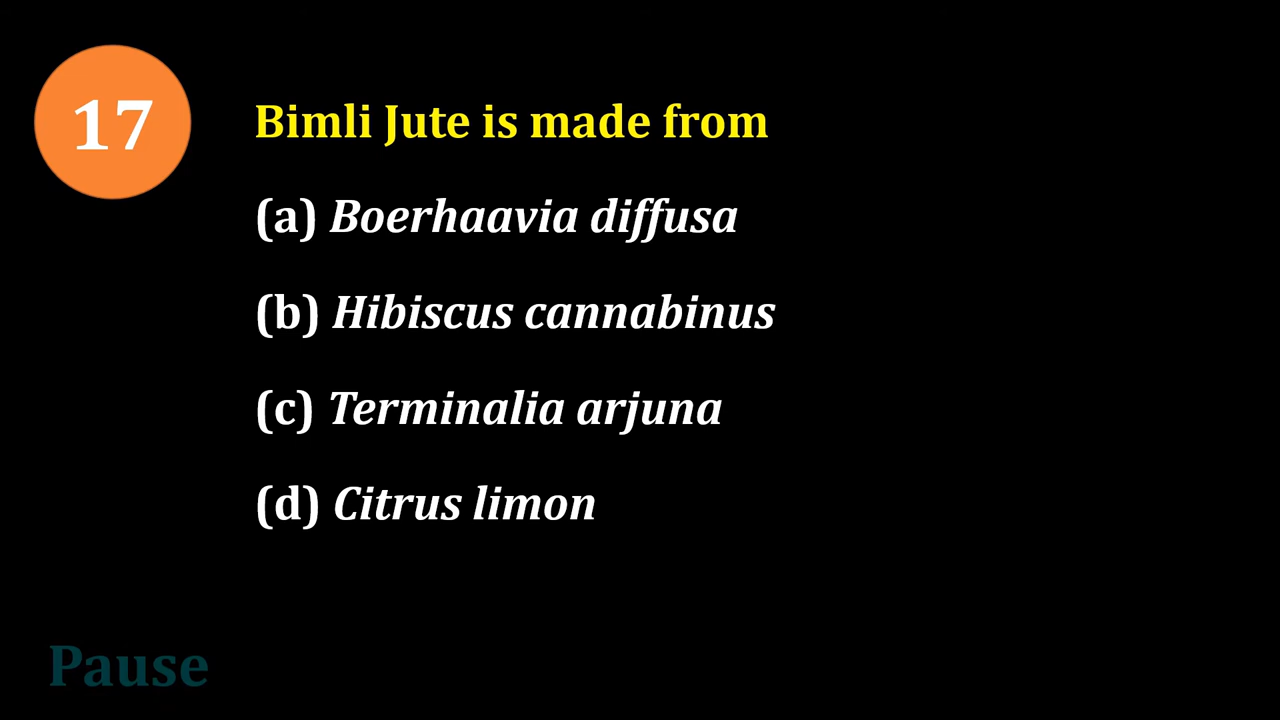 17
Bimli Jute is made from
(a) Boerhaavia diffusa
(b) Hibiscus cannabinus
(c) Terminalia arjuna
(d) Citrus limon
Pause